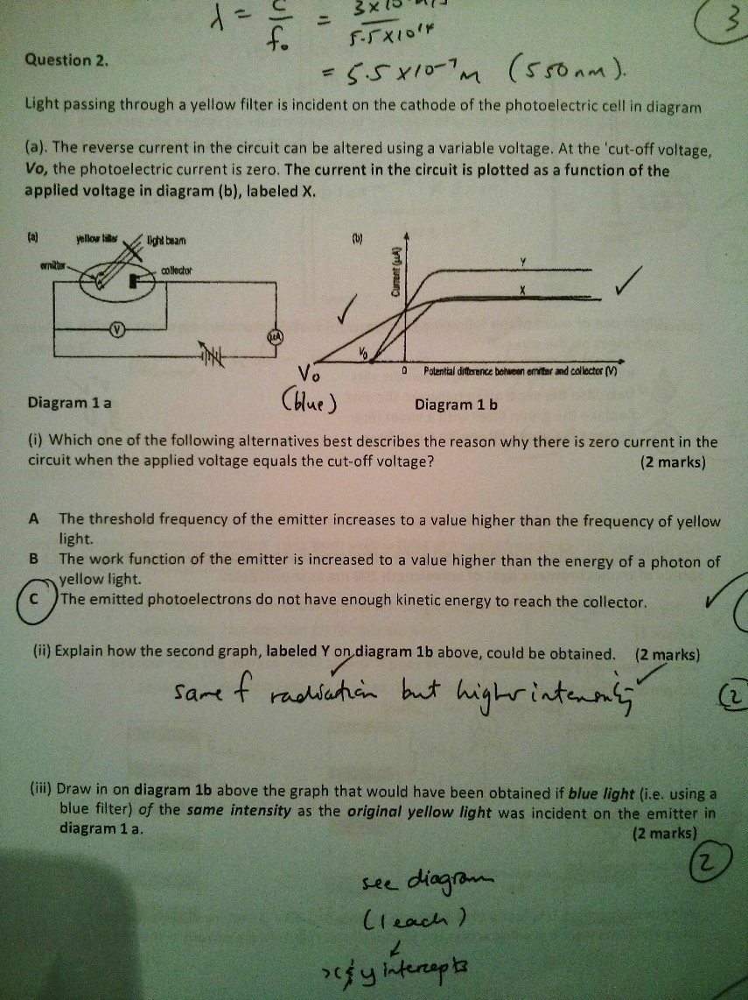 λ = c/f₀ = 3×10
5.5×10¹⁴
3
Question 2.
= 5.5 ×10⁻⁷m (550nm).
Light passing through a yellow filter is incident on the cathode of the photoelectric cell in diagram
(a). The reverse current in the circuit can be altered using a variable voltage. At the 'cut-off voltage,
Vo, the photoelectric current is zero. The current in the circuit is plotted as a function of the
applied voltage in diagram (b), labeled X.
(a) yellow filter light beam
emitter
collector
V
μA
(b)
Current (μA)
Y
X
V₀
0 Potential difference between emitter and collector (V)
Vo
(blue)
Diagram 1 a
Diagram 1 b
(i) Which one of the following alternatives best describes the reason why there is zero current in the
circuit when the applied voltage equals the cut-off voltage? (2 marks)
A The threshold frequency of the emitter increases to a value higher than the frequency of yellow
light.
B The work function of the emitter is increased to a value higher than the energy of a photon of
yellow light.
C The emitted photoelectrons do not have enough kinetic energy to reach the collector.
(ii) Explain how the second graph, labeled Y on diagram 1b above, could be obtained. (2 marks)
same f radiation but higher intensity
2
(iii) Draw in on diagram 1b above the graph that would have been obtained if blue light (i.e. using a
blue filter) of the same intensity as the original yellow light was incident on the emitter in
diagram 1 a. (2 marks)
2
see diagram
(1 each)
x & y intercepts